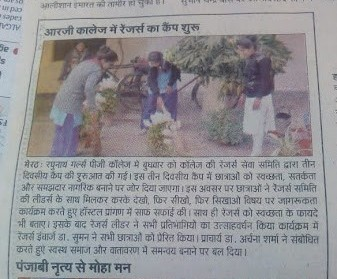 आरजी कालेज में रेंजर्स का कैंप शुरू
मेरठ: रघुनाथ गर्ल्स पीजी कॉलेज में बुधवार को कॉलेज की रेंजर्स सेवा समिति द्वारा तीन
दिवसीय कैंप की शुरुआत की गई। इस तीन दिवसीय कैंप में छात्राओं को स्वच्छता, सतर्कता
और समझदार नागरिक बनाने पर जोर दिया जाएगा। इस अवसर पर छात्राओं ने रेंजर्स समिति
की लीडर्स के साथ मिलकर करके देखो, फिर सीखो, फिर सिखाओ विषय पर जागरूकता
कार्यक्रम करते हुए हॉस्टल प्रांगण में साफ सफाई की। साथ ही रेंजर्स को स्वच्छता के फायदे
भी बताए। इसके बाद रेंजर्स लीडर ने सभी प्रतिभागियों का उत्साहवर्धन किया कार्यक्रम में
रेंजर्स इंचार्ज डा. सुमन ने सभी छात्राओं को प्रेरित किया। प्राचार्या डा. अर्चना शर्मा ने संबोधित
करते हुए स्वस्थ समाज और वातावरण में समन्वय बनाने पर बल दिया।
पंजाबी नृत्य से मोहा मन